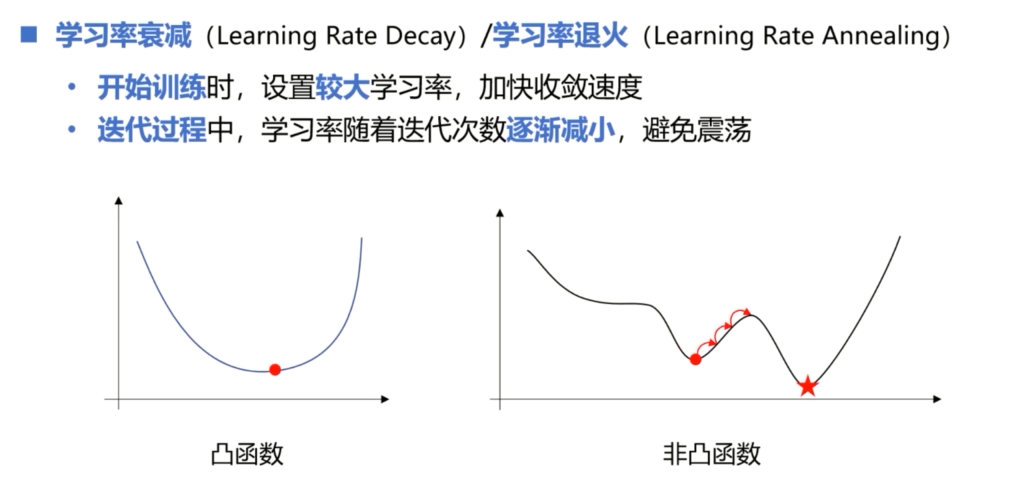 学习率衰减（Learning Rate Decay）/学习率退火（Learning Rate Annealing）
开始训练时，设置较大学习率，加快收敛速度
迭代过程中，学习率随着迭代次数逐渐减小，避免震荡
凸函数
非凸函数